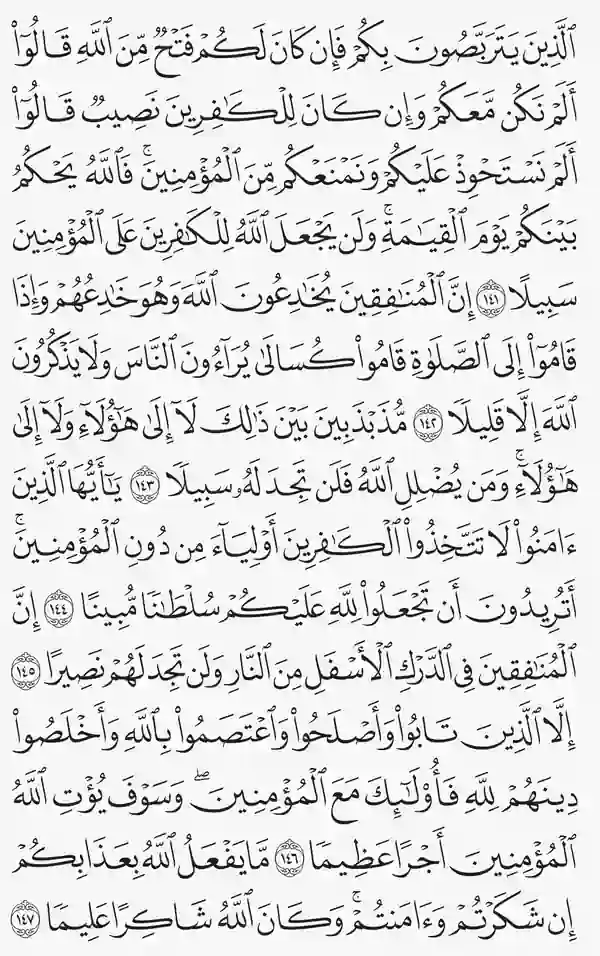 ٱلَّذِينَ يَتَرَبَّصُونَ بِكُمْ فَإِن كَانَ لَكُمْ فَتْحٌ مِّنَ ٱللَّهِ قَالُوٓا۟
أَلَمْ نَكُن مَّعَكُمْ وَإِن كَانَ لِلْكَـٰفِرِينَ نَصِيبٌ قَالُوٓا۟
أَلَمْ نَسْتَحْوِذْ عَلَيْكُمْ وَنَمْنَعْكُم مِّنَ ٱلْمُؤْمِنِينَ ۚ فَٱللَّهُ يَحْكُمُ
بَيْنَكُمْ يَوْمَ ٱلْقِيَـٰمَةِ ۗ وَلَن يَجْعَلَ ٱللَّهُ لِلْكَـٰفِرِينَ عَلَى ٱلْمُؤْمِنِينَ
سَبِيلًا ١٤١ إِنَّ ٱلْمُنَـٰفِقِينَ يُخَـٰدِعُونَ ٱللَّهَ وَهُوَ خَـٰدِعُهُمْ وَإِذَا
قَامُوٓا۟ إِلَى ٱلصَّلَوٰةِ قَامُوا۟ كُسَالَىٰ يُرَآءُونَ ٱلنَّاسَ وَلَا يَذْكُرُونَ
ٱللَّهَ إِلَّا قَلِيلًا ١٤٢ مُّذَبْذَبِينَ بَيْنَ ذَٰلِكَ لَآ إِلَىٰ هَـٰٓؤُلَآءِ وَلَآ إِلَىٰ
هَـٰٓؤُلَآءِ ۚ وَمَن يُضْلِلِ ٱللَّهُ فَلَن تَجِدَ لَهُۥ سَبِيلًا ١٤٣ يَـٰٓأَيُّهَا ٱلَّذِينَ
ءَامَنُوا۟ لَا تَتَّخِذُوا۟ ٱلْكَـٰفِرِينَ أَوْلِيَآءَ مِن دُونِ ٱلْمُؤْمِنِينَ ۚ
أَتُرِيدُونَ أَن تَجْعَلُوا۟ لِلَّهِ عَلَيْكُمْ سُلْطَـٰنًا مُّبِينًا ١٤٤ إِنَّ
ٱلْمُنَـٰفِقِينَ فِى ٱلدَّرْكِ ٱلْأَسْفَلِ مِنَ ٱلنَّارِ وَلَن تَجِدَ لَهُمْ نَصِيرًا ١٤٥
إِلَّا ٱلَّذِينَ تَابُوا۟ وَأَصْلَحُوا۟ وَٱعْتَصَمُوا۟ بِٱللَّهِ وَأَخْلَصُوا۟
دِينَهُمْ لِلَّهِ فَأُو۟لَـٰٓئِكَ مَعَ ٱلْمُؤْمِنِينَ ۖ وَسَوْفَ يُؤْتِ ٱللَّهُ
ٱلْمُؤْمِنِينَ أَجْرًا عَظِيمًا ١٤٦ مَّا يَفْعَلُ ٱللَّهُ بِعَذَابِكُمْ
إِن شَكَرْتُمْ وَءَامَنتُمْ ۚ وَكَانَ ٱللَّهُ شَاكِرًا عَلِيمًا ١٤٧